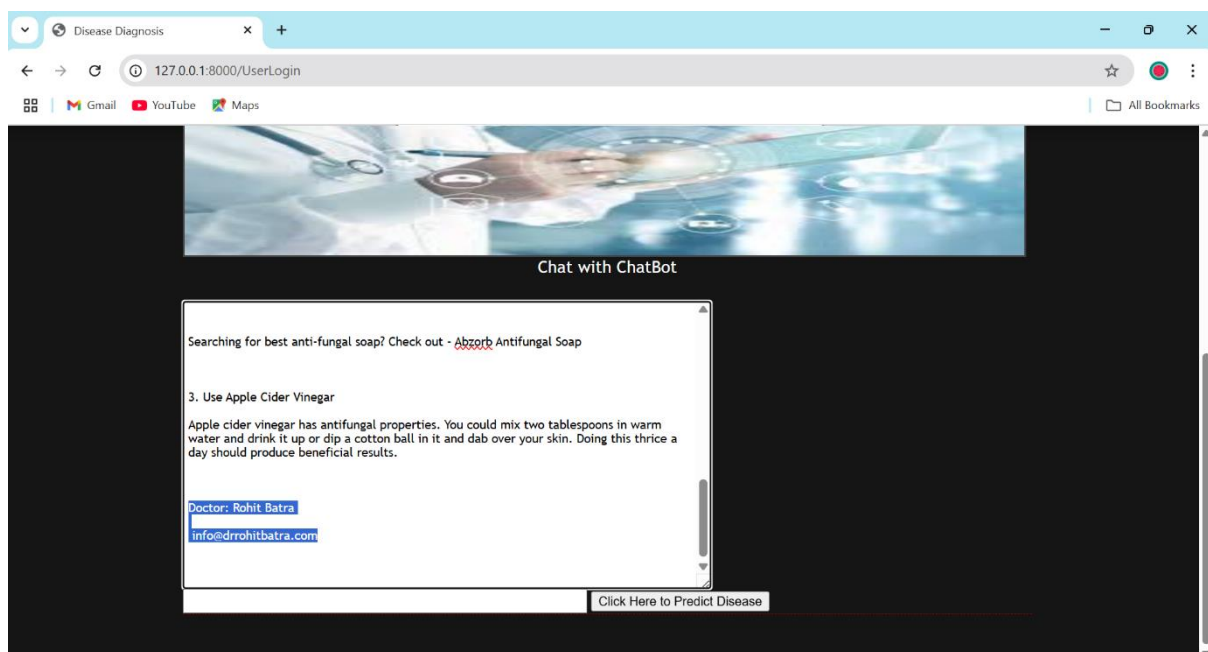 Disease Diagnosis
127.0.0.1:8000/UserLogin
Gmail YouTube Maps All Bookmarks
Chat with ChatBot
Searching for best anti-fungal soap? Check out - Abzorb Antifungal Soap
3. Use Apple Cider Vinegar
Apple cider vinegar has antifungal properties. You could mix two tablespoons in warm
water and drink it up or dip a cotton ball in it and dab over your skin. Doing this thrice a
day should produce beneficial results.
Doctor: Rohit Batra
info@drrohitbatra.com
Click Here to Predict Disease